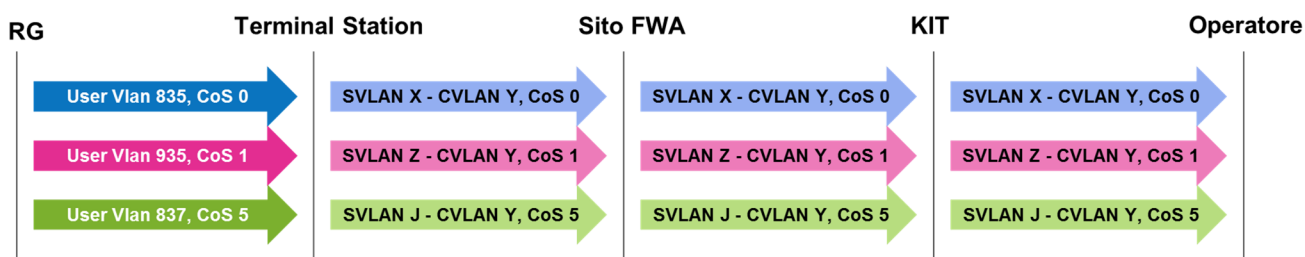 RG
Terminal Station
Sito FWA
KIT
Operatore
User Vlan 835, CoS 0
SVLAN X - CVLAN Y, CoS 0
SVLAN X - CVLAN Y, CoS 0
SVLAN X - CVLAN Y, CoS 0
User Vlan 935, CoS 1
SVLAN Z - CVLAN Y, CoS 1
SVLAN Z - CVLAN Y, CoS 1
SVLAN Z - CVLAN Y, CoS 1
User Vlan 837, CoS 5
SVLAN J - CVLAN Y, CoS 5
SVLAN J - CVLAN Y, CoS 5
SVLAN J - CVLAN Y, CoS 5